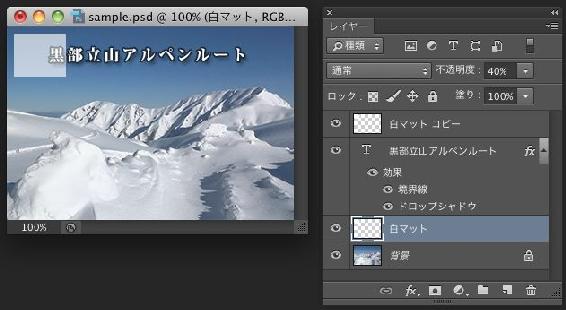 sample.psd @ 100% (白マット, RGB...
黒部立山アルペンルート
100%
レイヤー
種類
T
通常
不透明度: 40%
ロック:
塗り: 100%
白マット コピー
T 黒部立山アルペンルート fx
効果
境界線
ドロップシャドウ
白マット
背景
fx